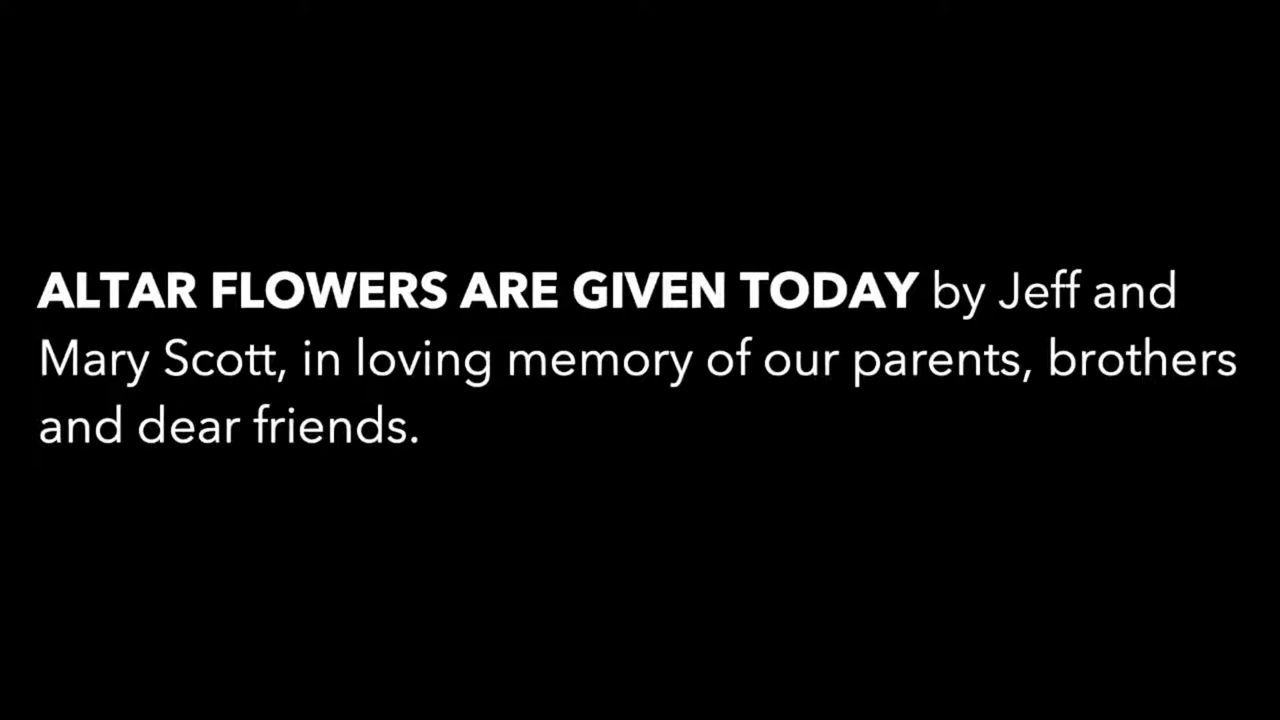 ALTAR FLOWERS ARE GIVEN TODAY by Jeff and
Mary Scott, in loving memory of our parents, brothers
and dear friends.